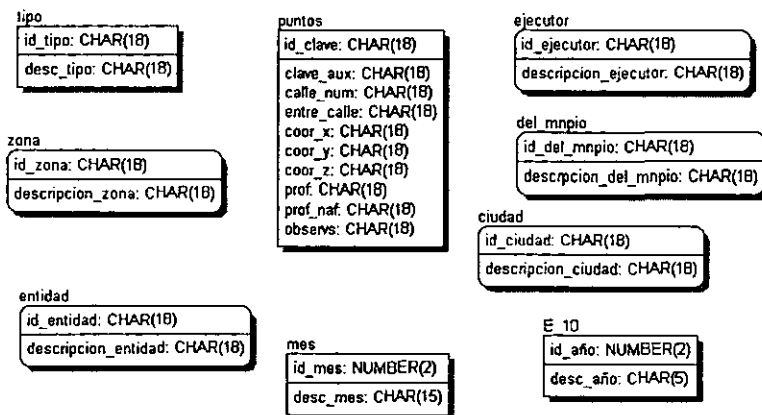 tipo
id_tipo: CHAR(18)
desc_tipo: CHAR(18)
puntos
id_clave: CHAR(18)
clave_aux: CHAR(18)
calle_num: CHAR(18)
entre_calle: CHAR(18)
coor_x: CHAR(18)
coor_y: CHAR(18)
coor_z: CHAR(18)
prof: CHAR(18)
prof_naf: CHAR(18)
observs: CHAR(18)
ejecutor
id_ejecutor: CHAR(18)
descripcion_ejecutor: CHAR(18)
zona
id_zona: CHAR(18)
descripcion_zona: CHAR(18)
del_mnpio
id_del_mnpio: CHAR(18)
descrpcion_del_mnpio: CHAR(18)
ciudad
id_ciudad: CHAR(18)
descripcion_ciudad: CHAR(18)
entidad
id_entidad: CHAR(18)
descripcion_entidad: CHAR(18)
mes
id_mes: NUMBER(2)
desc_mes: CHAR(15)
E_10
id_año: NUMBER(2)
desc_año: CHAR(5)